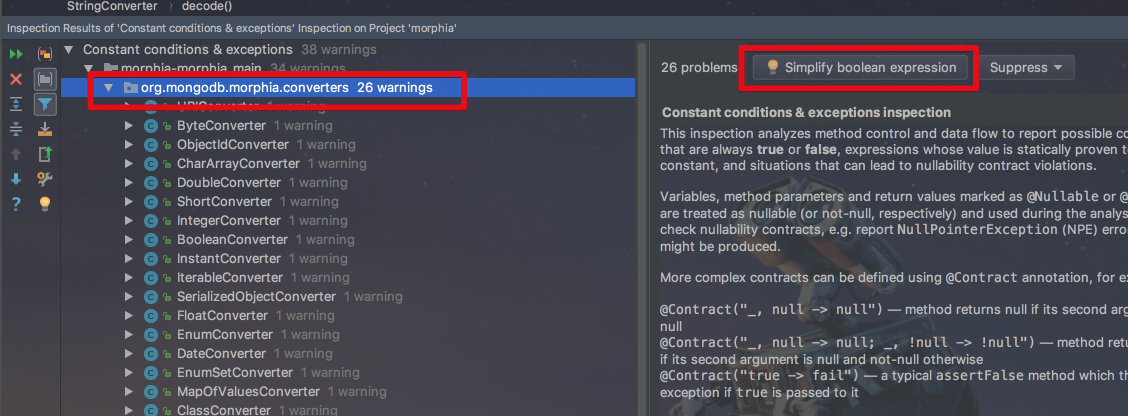 StringConverter › decode()
Inspection Results of 'Constant conditions & exceptions' Inspection on Project 'morphia'
Constant conditions & exceptions 38 warnings
morphia-morphia_main 34 warnings
org.mongodb.morphia.converters 26 warnings
URIConverter 1 warning
ByteConverter 1 warning
ObjectIdConverter 1 warning
CharArrayConverter 1 warning
DoubleConverter 1 warning
ShortConverter 1 warning
IntegerConverter 1 warning
BooleanConverter 1 warning
InstantConverter 1 warning
IterableConverter 1 warning
SerializedObjectConverter 1 warning
FloatConverter 1 warning
EnumConverter 1 warning
DateConverter 1 warning
EnumSetConverter 1 warning
MapOfValuesConverter 1 warning
ClassConverter 1 warning
26 problems Simplify boolean expression Suppress
Constant conditions & exceptions inspection
This inspection analyzes method control and data flow to report possible co
that are always true or false, expressions whose value is statically proven t
constant, and situations that can lead to nullability contract violations.
Variables, method parameters and return values marked as @Nullable or @
are treated as nullable (or not-null, respectively) and used during the analys
check nullability contracts, e.g. report NullPointerException (NPE) error
might be produced.
More complex contracts can be defined using @Contract annotation, for ex
@Contract("_, null -> null") — method returns null if its second arg
null
@Contract("_, null -> null; _, !null -> !null") — method retu
if its second argument is null and not-null otherwise
@Contract("true -> fail") — a typical assertFalse method which th
exception if true is passed to it